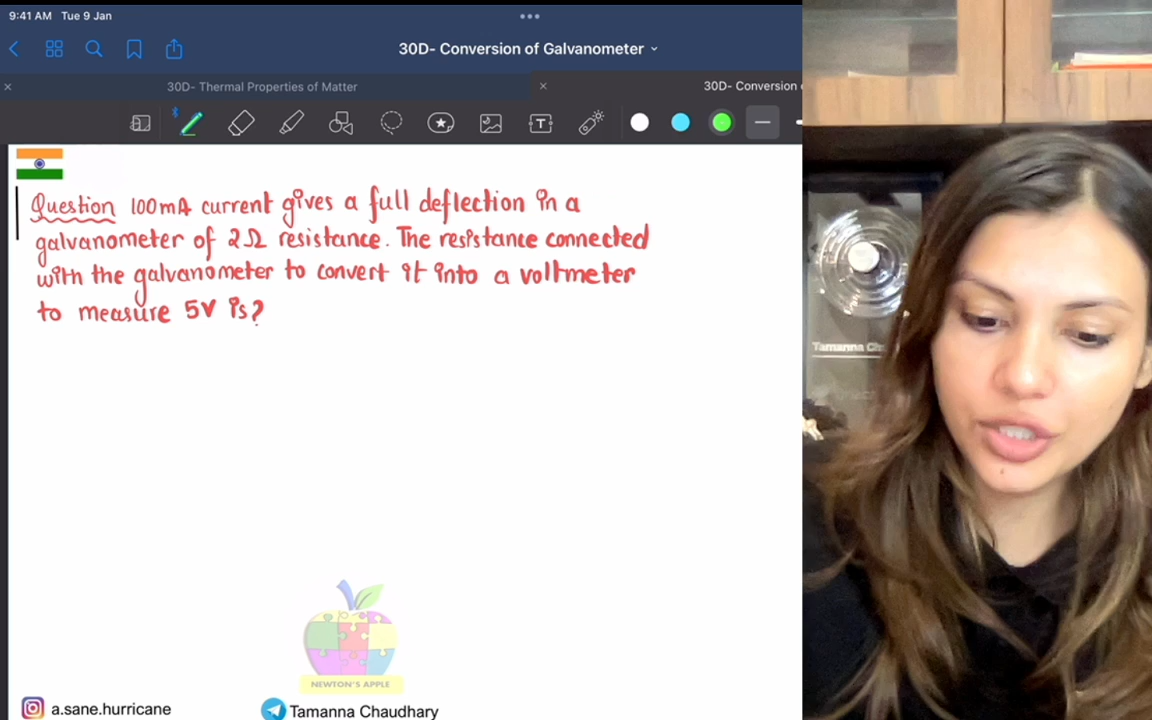 9:41 AM Tue 9 Jan
30D- Conversion of Galvanometer
30D- Thermal Properties of Matter
30D- Conversion
Question 100mA current gives a full deflection in a
galvanometer of 2Ω resistance. The resistance connected
with the galvanometer to convert it into a voltmeter
to measure 5V is?
Tamanna
NEWTON'S APPLE
a.sane.hurricane
Tamanna Chaudhary